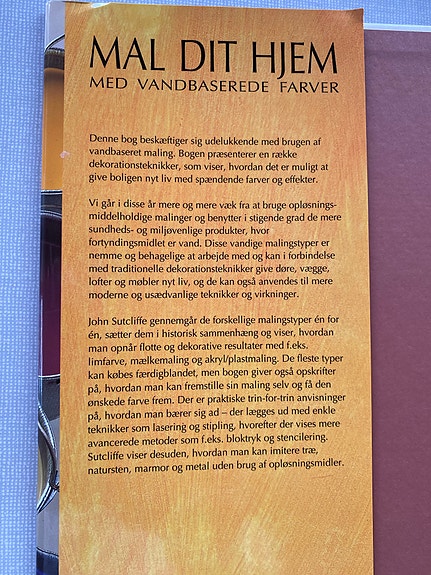 MAL DIT HJEM
MED VANDBASEREDE FARVER
Denne bog beskæftiger sig udelukkende med brugen af
vandbaseret maling. Bogen præsenterer en række
dekorationsteknikker, som viser, hvordan det er muligt at
give boligen nyt liv med spændende farver og effekter.
Vi går i disse år mere og mere væk fra at bruge opløsnings-
middelholdige malinger og benytter i stigende grad de mere
sundheds- og miljøvenlige produkter, hvor
fortyndingsmidlet er vand. Disse vandige malingstyper er
nemme og behagelige at arbejde med og kan i forbindelse
med traditionelle dekorationsteknikker give døre, vægge,
lofter og møbler nyt liv, og de kan også anvendes til mere
moderne og usædvanlige teknikker og virkninger.
John Sutcliffe gennemgår de forskellige malingstyper én for
én, sætter dem i historisk sammenhæng og viser, hvordan
man opnår flotte og dekorative resultater med f.eks.
limfarve, mælkemaling og akryl/plastmaling. De fleste typer
kan købes færdigblandet, men bogen giver også opskrifter
på, hvordan man kan fremstille sin maling selv og få den
ønskede farve frem. Der er praktiske trin-for-trin anvisninger
på, hvordan man bærer sig ad – der lægges ud med enkle
teknikker som lasering og stipling, hvorefter der vises mere
avancerede metoder som f.eks. bloktryk og stencilering.
Sutcliffe viser desuden, hvordan man kan imitere træ,
natursten, marmor og metal uden brug af opløsningsmidler.